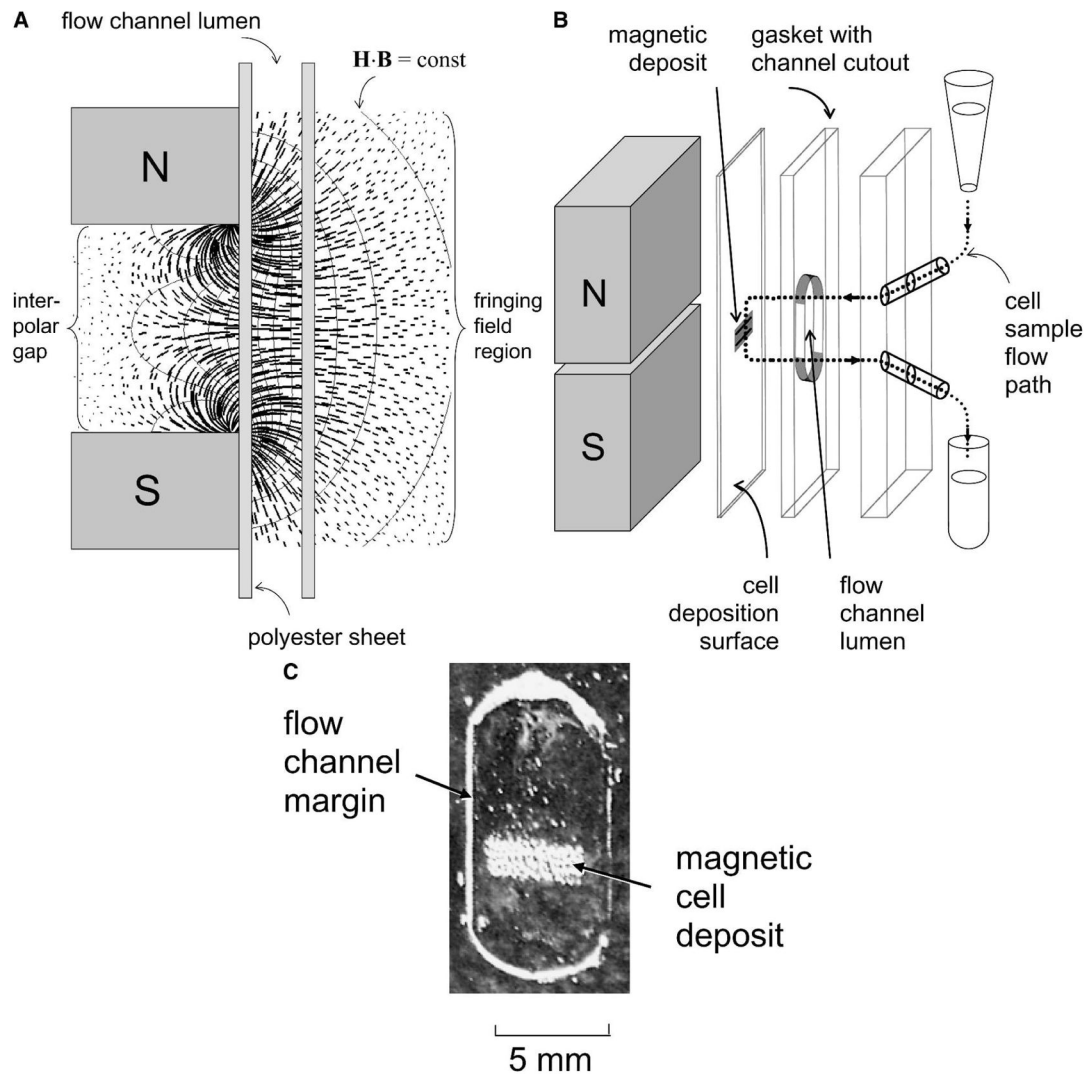 A
flow channel lumen
H·B = const
N
S
inter-
polar
gap
fringing
field
region
polyester sheet
B
magnetic
deposit
gasket with
channel cutout
N
S
cell
sample
flow
path
cell
deposition
surface
flow
channel
lumen
C
flow
channel
margin
magnetic
cell
deposit
5 mm